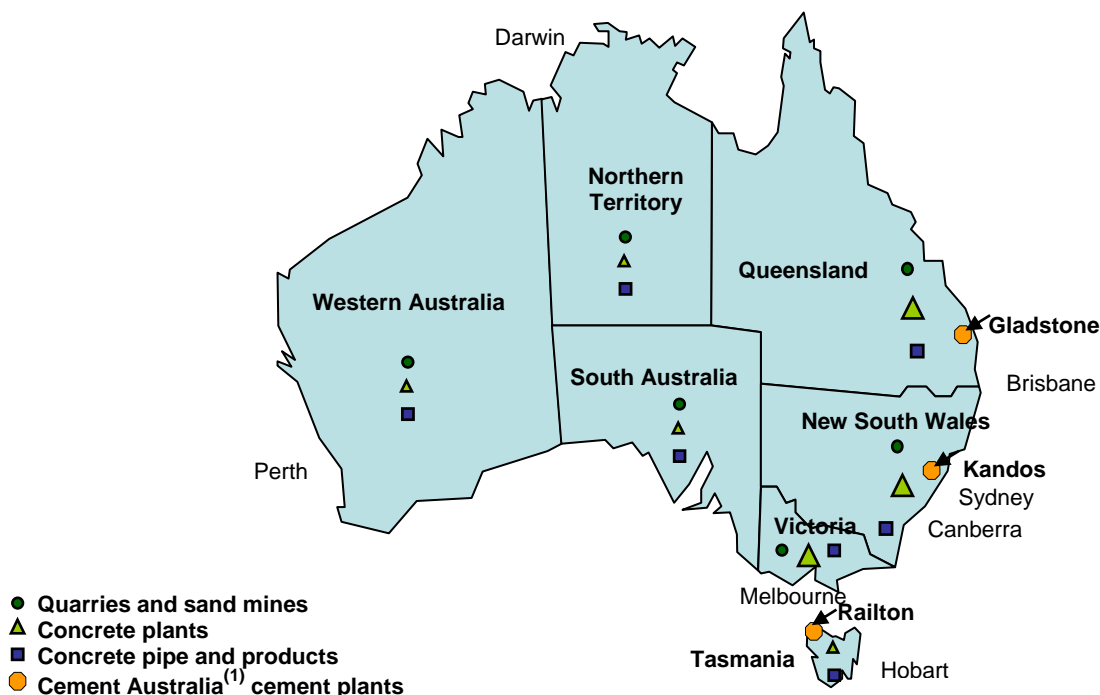 Darwin
Northern
Territory
Queensland
Western Australia
Gladstone
South Australia
Brisbane
New South Wales
Perth
Kandos
Sydney
Victoria
Canberra
Melbourne
Railton
Tasmania
Hobart
Quarries and sand mines
Concrete plants
Concrete pipe and products
Cement Australia(1) cement plants